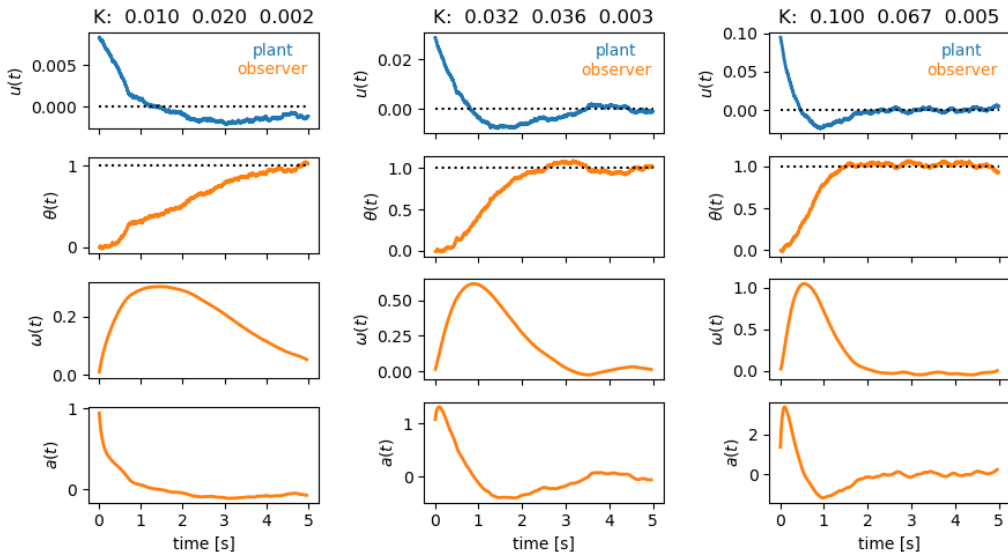 K: 0.010 0.020 0.002
K: 0.032 0.036 0.003
K: 0.100 0.067 0.005
u(t)
0.005
0.000
plant
observer
u(t)
0.02
0.00
plant
observer
u(t)
0.10
0.05
0.00
plant
observer
θ(t)
1
0
θ(t)
1.0
0.5
0.0
θ(t)
1.0
0.5
0.0
ω(t)
0.2
0.0
ω(t)
0.50
0.25
0.00
ω(t)
1.0
0.5
0.0
a(t)
1
0
a(t)
1
0
a(t)
2
0
0 1 2 3 4 5
time [s]
0 1 2 3 4 5
time [s]
0 1 2 3 4 5
time [s]